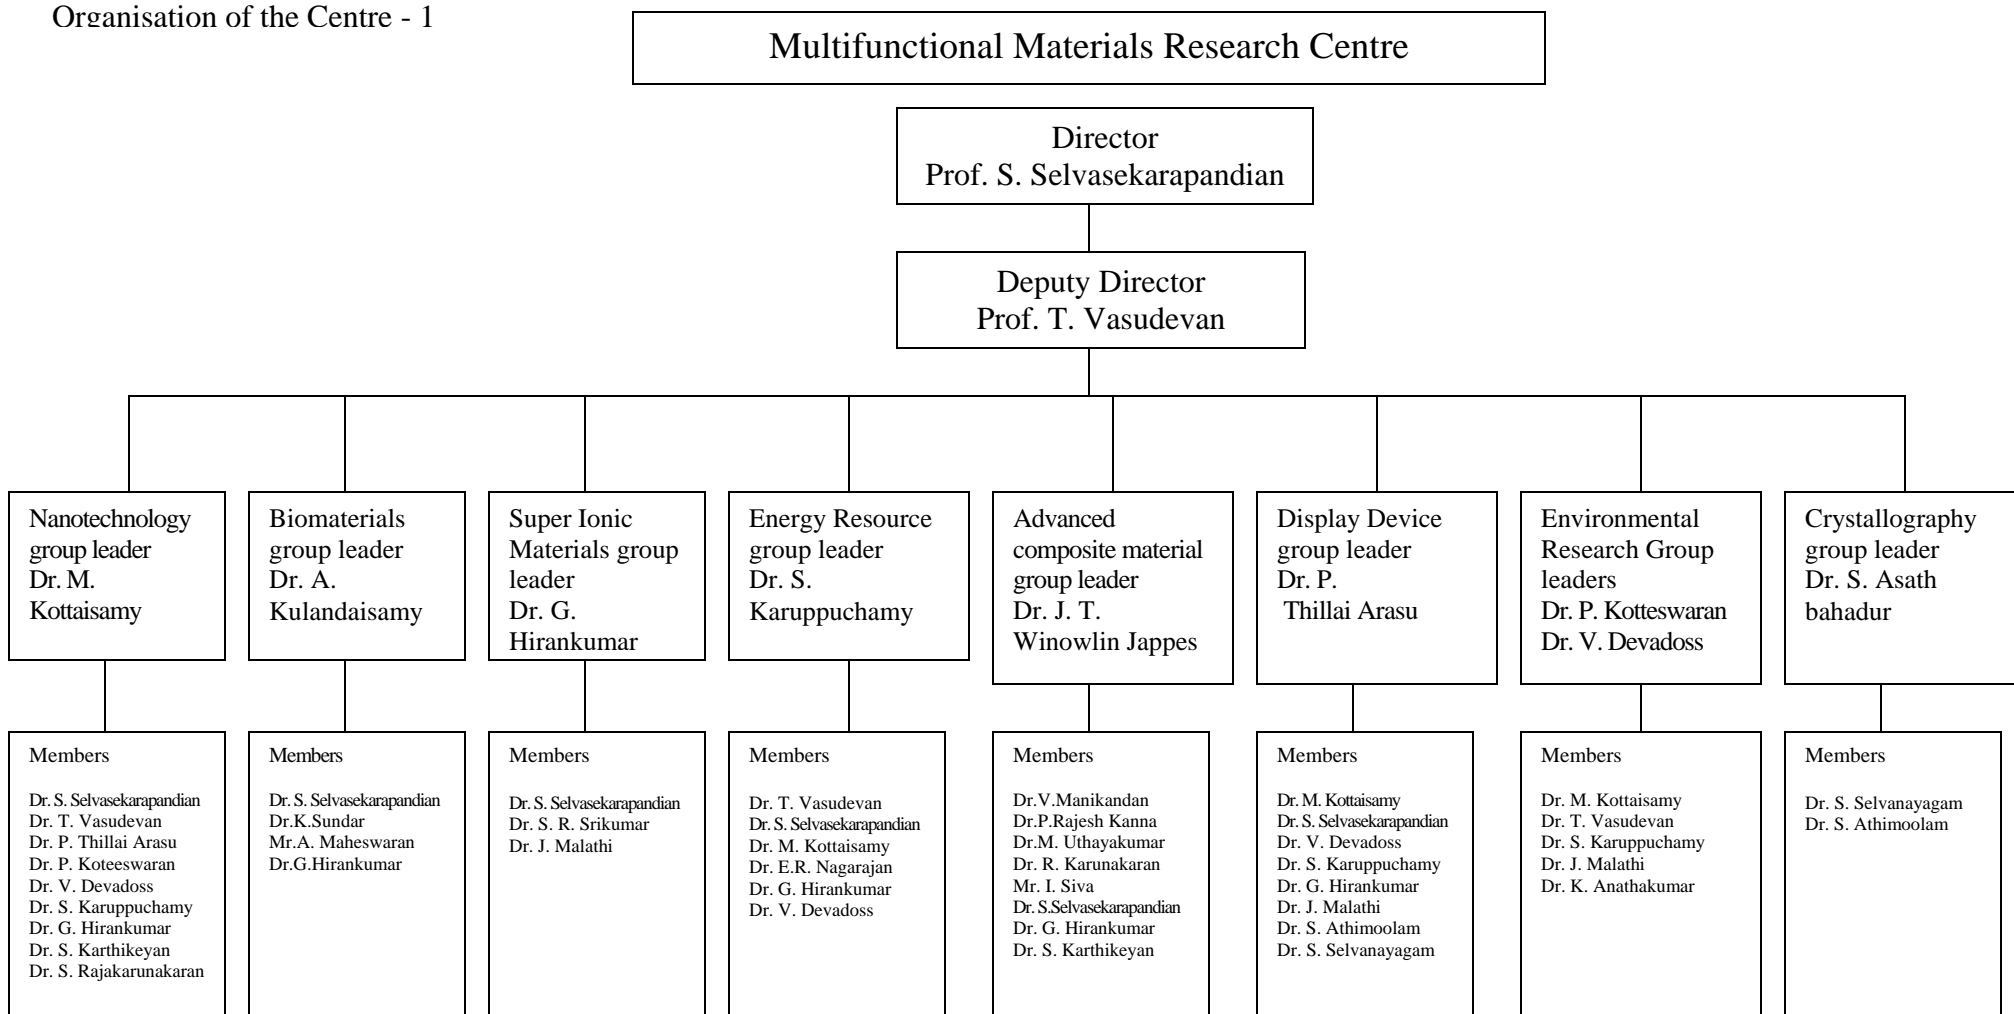 Organisation of the Centre - 1
Multifunctional Materials Research Centre
Director
Prof. S. Selvasekarapandian
Deputy Director
Prof. T. Vasudevan
Nanotechnology
group leader
Dr. M.
Kottaisamy
Biomaterials
group leader
Dr. A.
Kulandaisamy
Super Ionic
Materials group
leader
Dr. G.
Hirankumar
Energy Resource
group leader
Dr. S.
Karuppuchamy
Advanced
composite material
group leader
Dr. J. T.
Winowlin Jappes
Display Device
group leader
Dr. P.
Thillai Arasu
Environmental
Research Group
leaders
Dr. P. Kotteswaran
Dr. V. Devadoss
Crystallography
group leader
Dr. S. Asath
bahadur
Members
Dr. S. Selvasekarapandian
Dr. T. Vasudevan
Dr. P. Thillai Arasu
Dr. P. Koteeswaran
Dr. V. Devadoss
Dr. S. Karuppuchamy
Dr. G. Hirankumar
Dr. S. Karthikeyan
Dr. S. Rajakarunakaran
Members
Dr. S. Selvasekarapandian
Dr.K.Sundar
Mr.A. Maheswaran
Dr.G.Hirankumar
Members
Dr. S. Selvasekarapandian
Dr. S. R. Srikumar
Dr. J. Malathi
Members
Dr. T. Vasudevan
Dr. S. Selvasekarapandian
Dr. M. Kottaisamy
Dr. E.R. Nagarajan
Dr. G. Hirankumar
Dr. V. Devadoss
Members
Dr.V.Manikandan
Dr.P.Rajesh Kanna
Dr.M. Uthayakumar
Dr. R. Karunakaran
Mr. I. Siva
Dr. S.Selvasekarapandian
Dr. G. Hirankumar
Dr. S. Karthikeyan
Members
Dr. M. Kottaisamy
Dr. S. Selvasekarapandian
Dr. V. Devadoss
Dr. S. Karuppuchamy
Dr. G. Hirankumar
Dr. J. Malathi
Dr. S. Athimoolam
Dr. S. Selvanayagam
Members
Dr. M. Kottaisamy
Dr. T. Vasudevan
Dr. S. Karuppuchamy
Dr. J. Malathi
Dr. K. Anathakumar
Members
Dr. S. Selvanayagam
Dr. S. Athimoolam